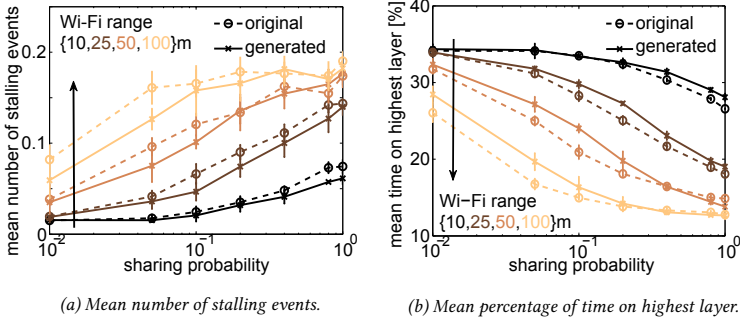 Wi-Fi range
{10,25,50,100}m
original
generated
0.2
0.1
0
10⁻²
10⁻¹
10⁰
mean number of stalling events
sharing probability
(a) Mean number of stalling events.
original
generated
Wi−Fi range
{10,25,50,100}m
40
30
20
10
10⁻²
10⁻¹
10⁰
mean time on highest layer [%]
sharing probability
(b) Mean percentage of time on highest layer.